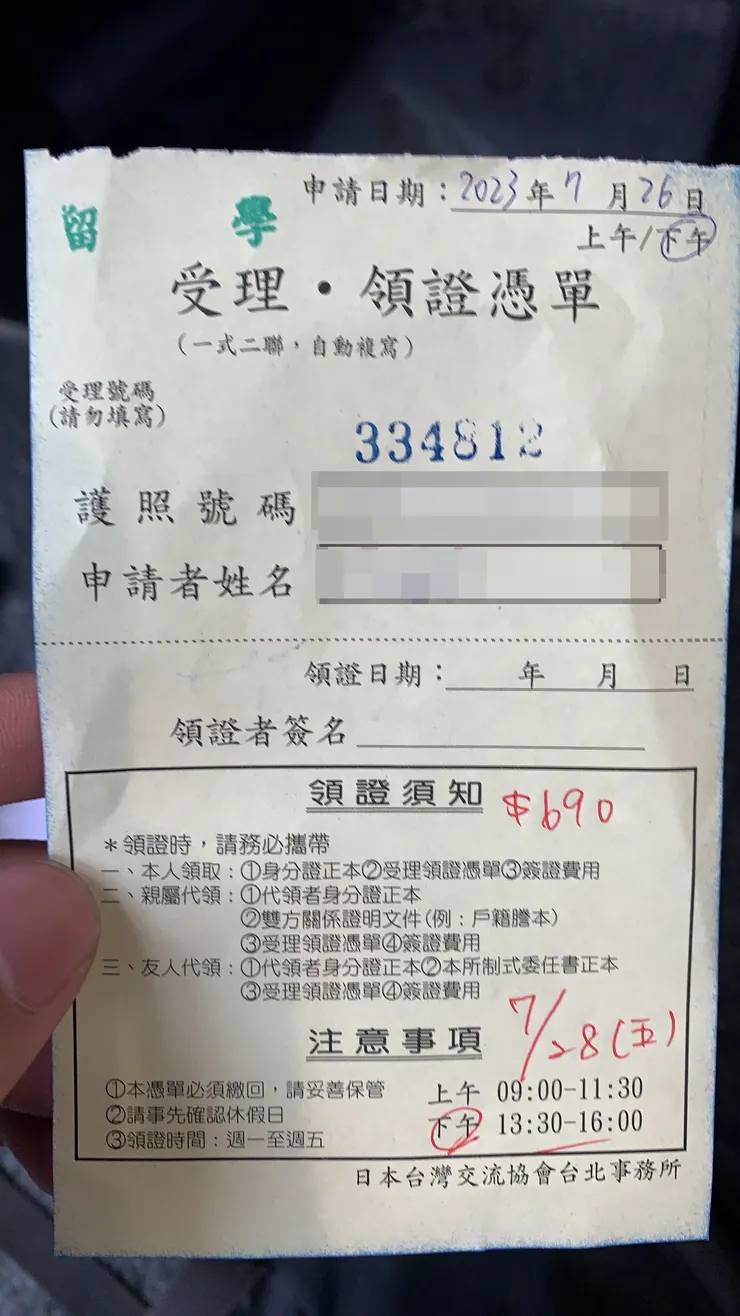 申請日期：2023年7月26日
留學
上午/下午
受理・領證憑單
（一式二聯，自動複寫）
受理號碼
(請勿填寫)
334812
護照號碼
申請者姓名
領證日期： 年 月 日
領證者簽名
領證須知 $690
＊領證時，請務必攜帶
一、本人領取：①身分證正本②受理領證憑單③簽證費用
二、親屬代領：①代領者身分證正本
②雙方關係證明文件(例：戶籍謄本)
③受理領證憑單④簽證費用
三、友人代領：①代領者身分證正本②本所制式委任書正本
③受理領證憑單④簽證費用
注意事項 7/28(五)
①本憑單必須繳回，請妥善保管 上午 09:00-11:30
②請事先確認休假日 下午 13:30-16:00
③領證時間：週一至週五
日本台灣交流協會台北事務所